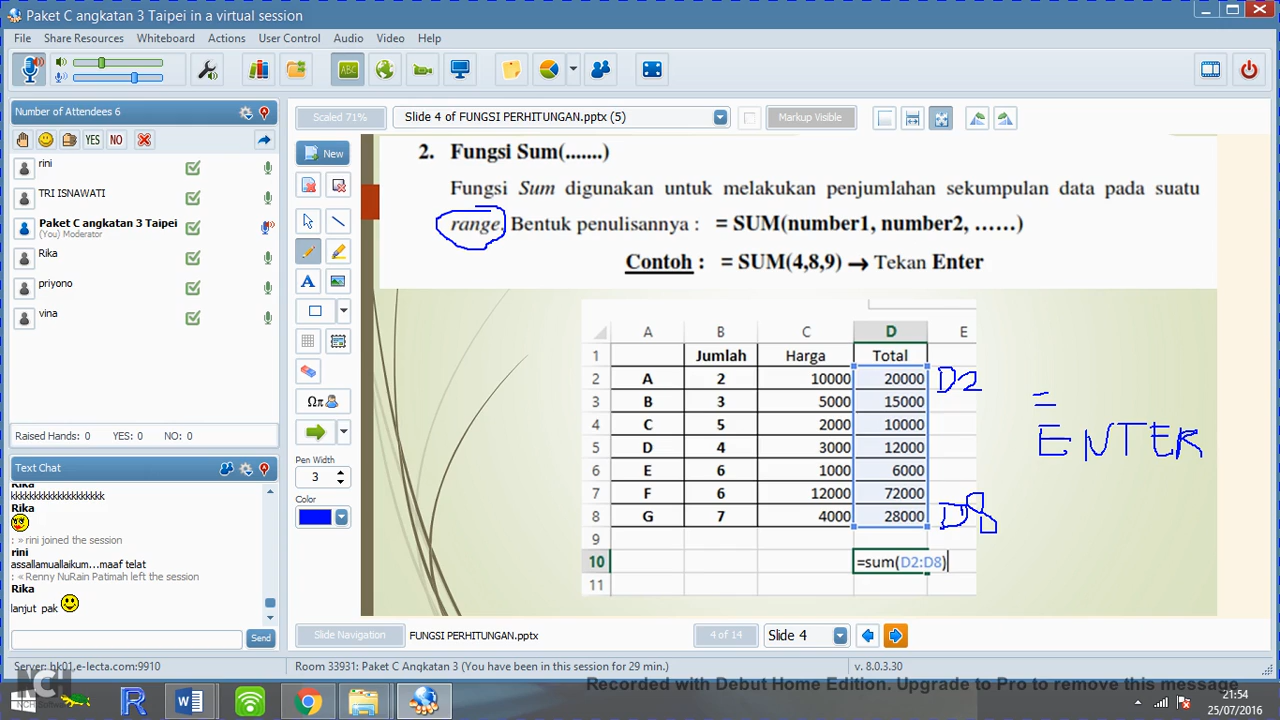 Paket C angkatan 3 Taipei in a virtual session
File Share Resources Whiteboard Actions User Control Audio Video Help
ABC
Number of Attendees 6
YES NO
rini
TRI ISNAWATI
Paket C angkatan 3 Taipei
(You) Moderator
Rika
priyono
vina
Raised Hands: 0 YES: 0 NO: 0
Text Chat
Rika
kkkkkkkkkkkkkkkkkkkk
Rika
: » rini joined the session
rini
assallamuallaikum...maaf telat
: « Renny NuRain Patimah left the session
Rika
lanjut pak
Send
Scaled 71% Slide 4 of FUNGSI PERHITUNGAN.pptx (5) Markup Visible
New
A
Ωπ
Pen Width
3
Color
2. Fungsi Sum(.......)
Fungsi Sum digunakan untuk melakukan penjumlahan sekumpulan data pada suatu
range. Bentuk penulisannya : = SUM(number1, number2, ……)
Contoh : = SUM(4,8,9) → Tekan Enter
A B C D E
1 Jumlah Harga Total
2 A 2 10000 20000 D2
3 B 3 5000 15000 =
4 C 5 2000 10000 ENTER
5 D 4 3000 12000
6 E 6 1000 6000
7 F 6 12000 72000
8 G 7 4000 28000 D8
9
10 =sum(D2:D8)
11
Slide Navigation FUNGSI PERHITUNGAN.pptx 4 of 14 Slide 4
Server: bk01.e-lecta.com:9910 Room 33931: Paket C Angkatan 3 (You have been in this session for 29 min.) v. 8.0.3.30
Recorded with Debut Home Edition. Upgrade to Pro to remove this message
NCH Software
21:54
25/07/2016